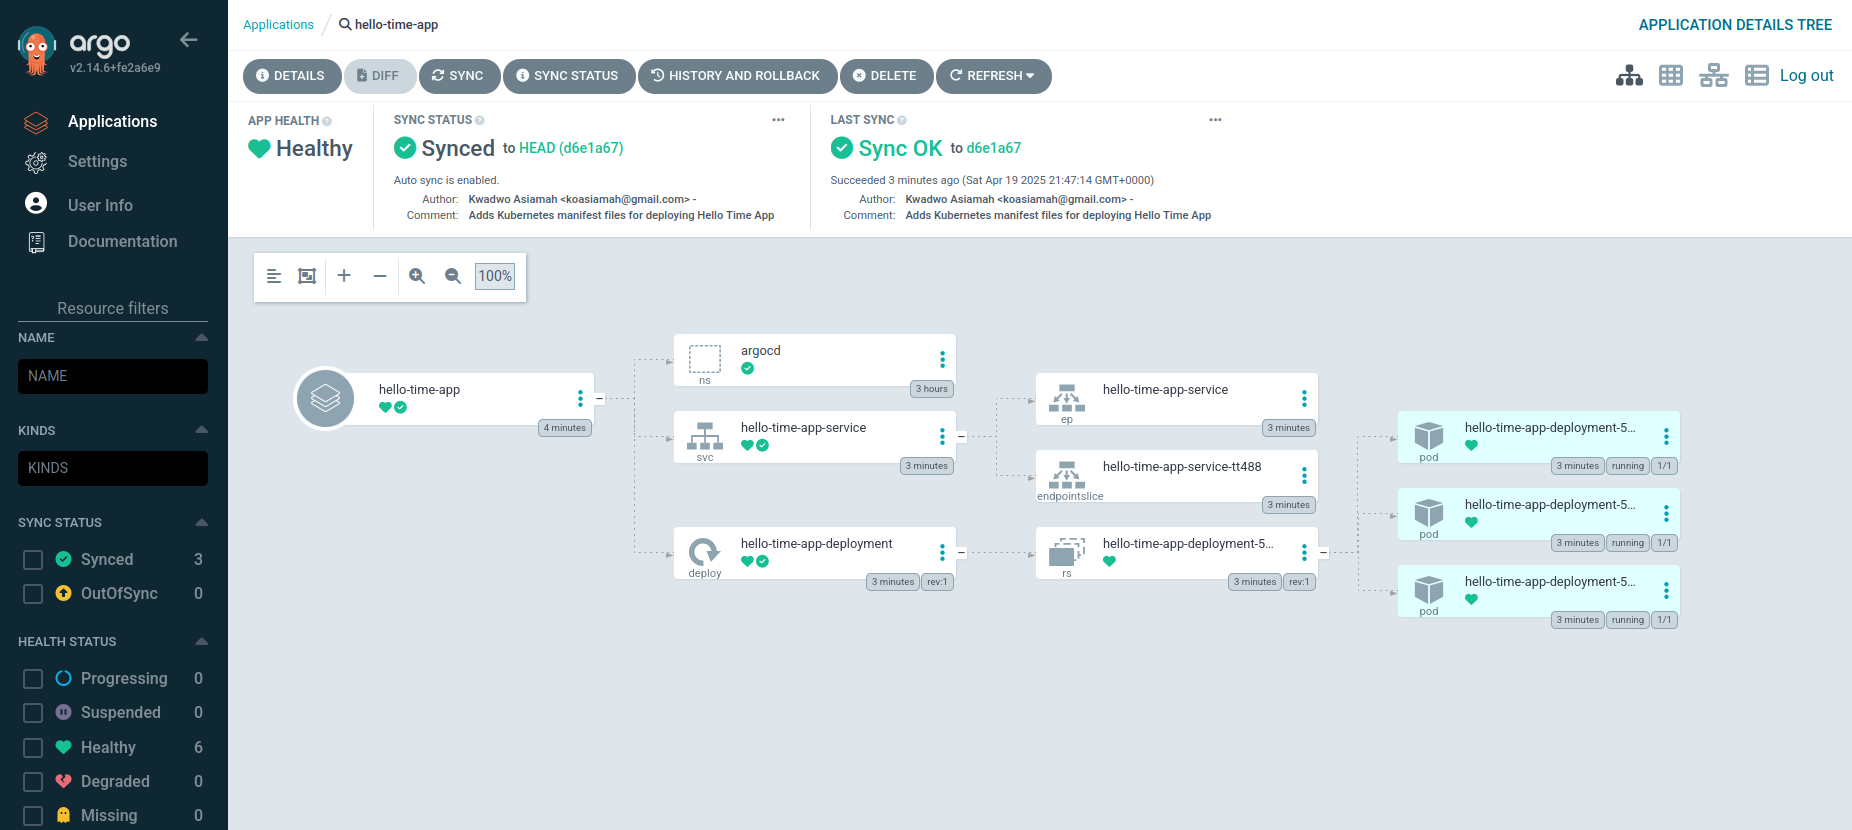 argo
v2.14.6+fe2a6e9
Applications
Settings
User Info
Documentation
Resource filters
NAME
NAME
KINDS
KINDS
SYNC STATUS
Synced 3
OutOfSync 0
HEALTH STATUS
Progressing 0
Suspended 0
Healthy 6
Degraded 0
Missing 0
Applications / hello-time-app
APPLICATION DETAILS TREE
DETAILS DIFF SYNC SYNC STATUS HISTORY AND ROLLBACK DELETE REFRESH
Log out
APP HEALTH
Healthy
SYNC STATUS
Synced to HEAD (d6e1a67)
Auto sync is enabled.
Author: Kwadwo Asiamah <koasiamah@gmail.com> -
Comment: Adds Kubernetes manifest files for deploying Hello Time App
LAST SYNC
Sync OK to d6e1a67
Succeeded 3 minutes ago (Sat Apr 19 2025 21:47:14 GMT+0000)
Author: Kwadwo Asiamah <koasiamah@gmail.com> -
Comment: Adds Kubernetes manifest files for deploying Hello Time App
100%
hello-time-app
4 minutes
argocd
ns
3 hours
hello-time-app-service
svc
3 minutes
hello-time-app-deployment
deploy
3 minutes rev:1
hello-time-app-service
ep
3 minutes
hello-time-app-service-tt488
endpointslice
3 minutes
hello-time-app-deployment-5...
rs
3 minutes rev:1
hello-time-app-deployment-5...
pod
3 minutes running 1/1
hello-time-app-deployment-5...
pod
3 minutes running 1/1
hello-time-app-deployment-5...
pod
3 minutes running 1/1